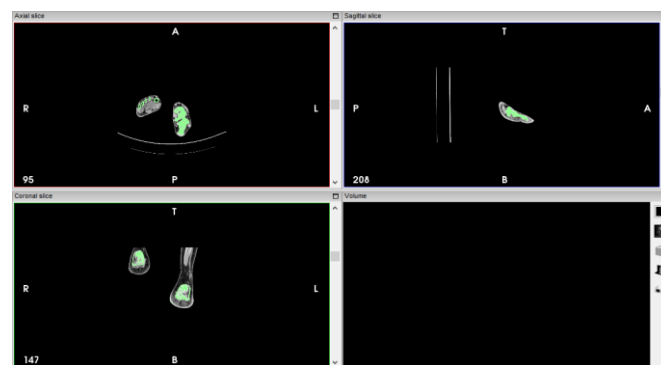 Axial slice
A
R
L
95
P
Sagittal slice
T
P
A
208
B
Coronal slice
T
R
L
147
B
Volume